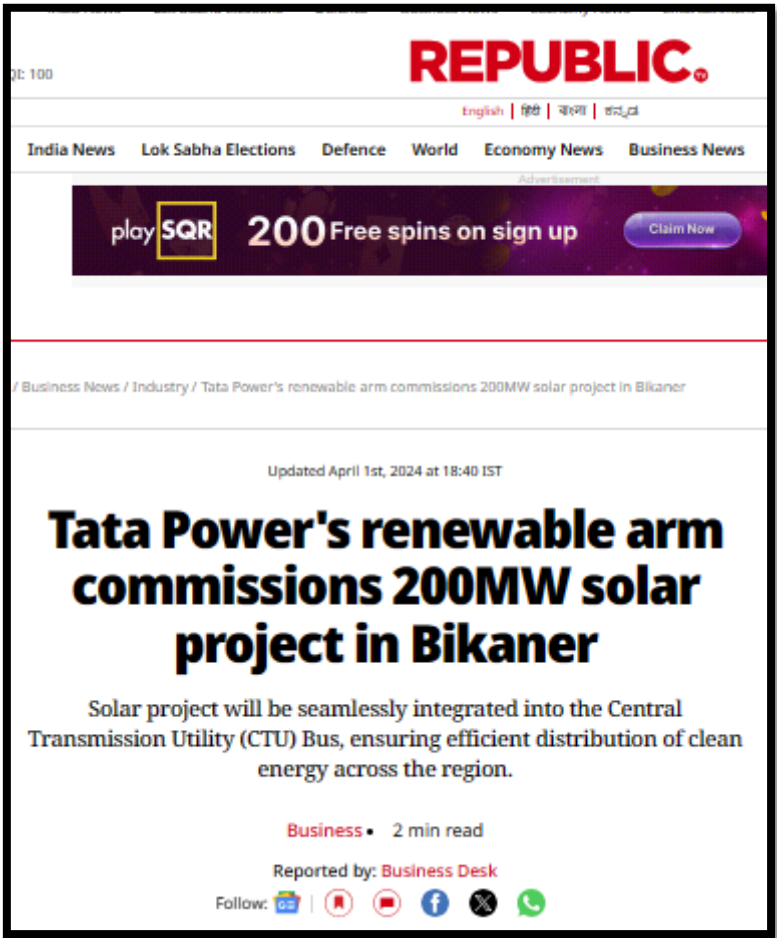 QI: 100
REPUBLIC.
English | हिंदी | বাংলা | ಕನ್ನಡ
India News Lok Sabha Elections Defence World Economy News Business News
Advertisement
play SQR 200 Free spins on sign up Claim Now
/ Business News / Industry / Tata Power's renewable arm commissions 200MW solar project in Bikaner
Updated April 1st, 2024 at 18:40 IST
Tata Power's renewable arm
commissions 200MW solar
project in Bikaner
Solar project will be seamlessly integrated into the Central
Transmission Utility (CTU) Bus, ensuring efficient distribution of clean
energy across the region.
Business • 2 min read
Reported by: Business Desk
Follow: